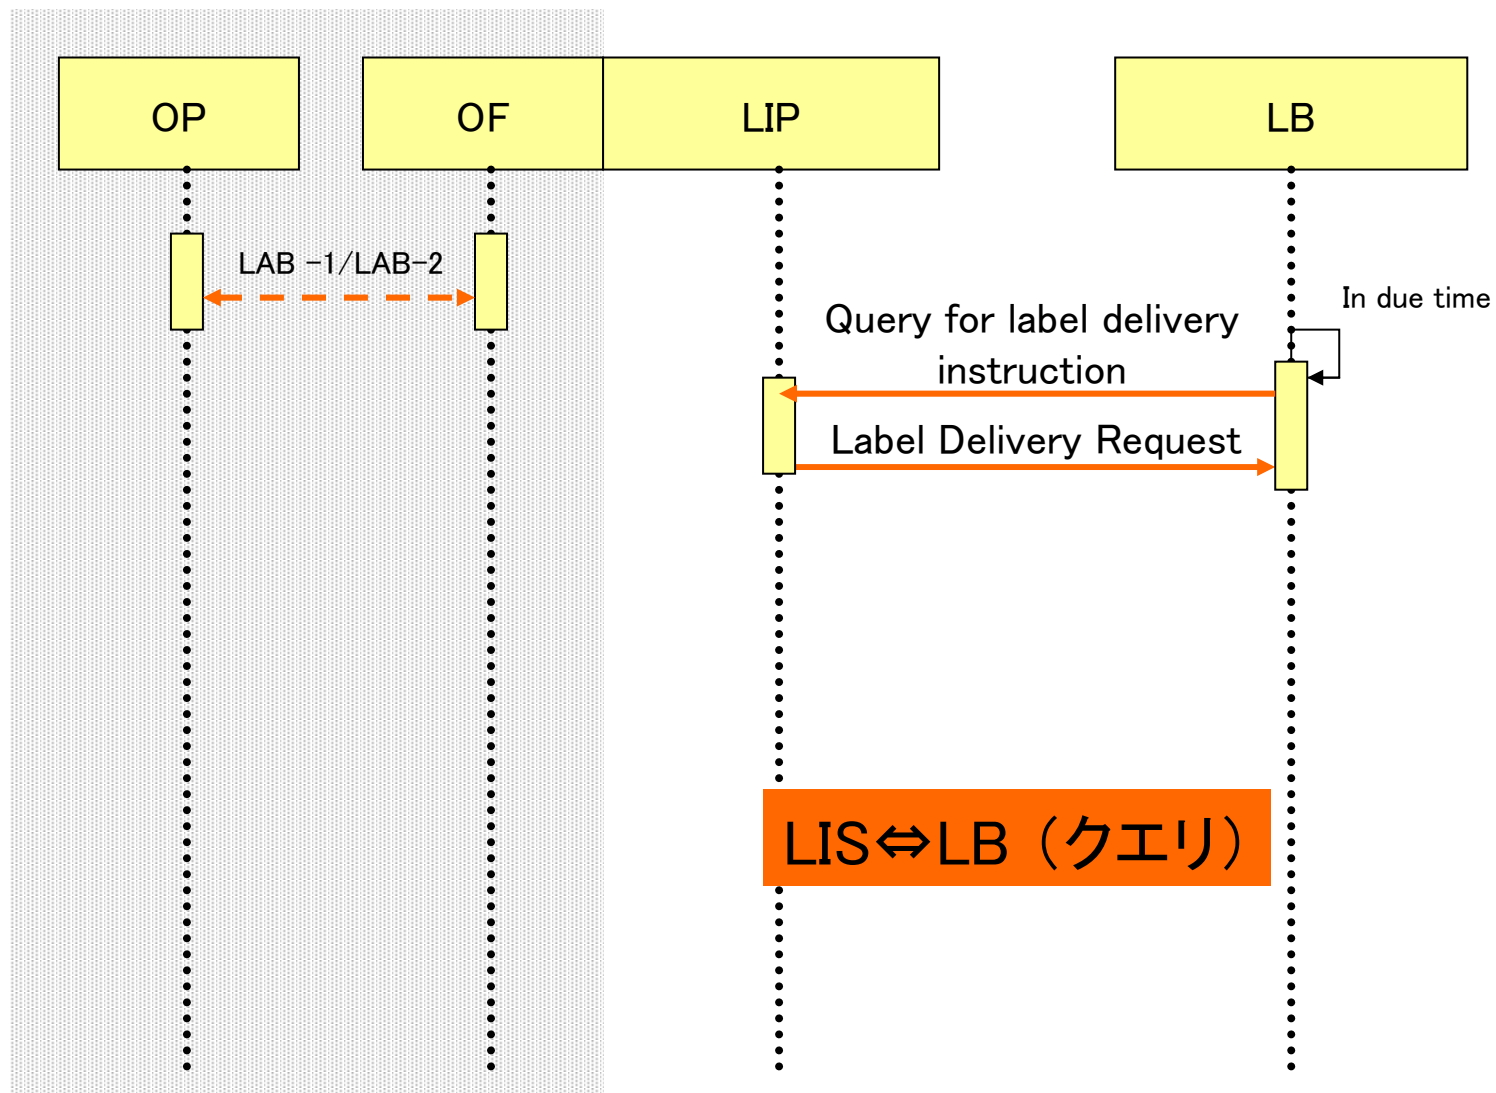 OP
OF
LIP
LB
LAB -1/LAB-2
In due time
Query for label delivery
instruction
Label Delivery Request
LIS⇔LB（クエリ）